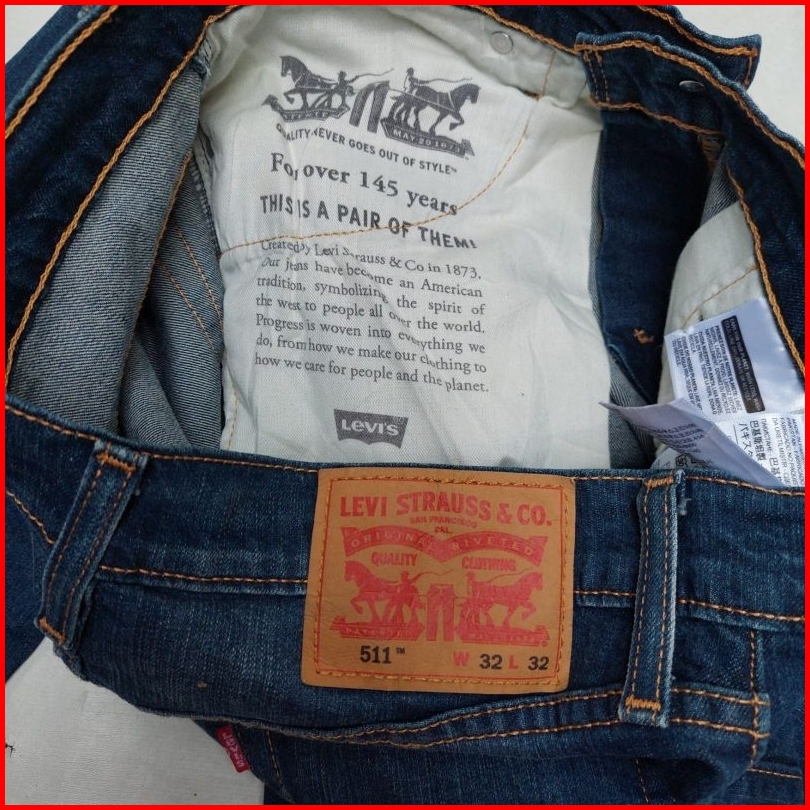 QUALITY NEVER GOES OUT OF STYLE™
MAY 20 1873
For over 145 years
THIS IS A PAIR OF THEM!
Created by Levi Strauss & Co in 1873.
Our jeans have become an American
tradition, symbolizing the spirit of
the west to people all over the world.
Progress is woven into everything we
do, from how we make our clothing to
how we care for people and the planet.
LEVI'S
LEVI STRAUSS & CO.
SAN FRANCISCO
CAL.
ORIGINAL RIVETED
QUALITY CLOTHING
511™ W 32 L 32
LEVI'S